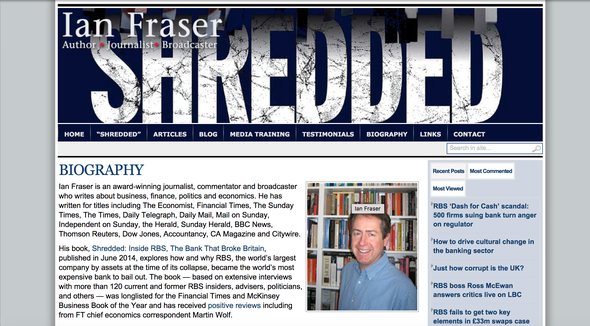 Ian Fraser
Author • Journalist • Broadcaster
SHREDDED
HOME
"SHREDDED"
ARTICLES
BLOG
MEDIA TRAINING
TESTIMONIALS
BIOGRAPHY
LINKS
CONTACT
Search in site...
BIOGRAPHY
Ian Fraser is an award-winning journalist, commentator and broadcaster
who writes about business, finance, politics and economics. He has
written for titles including The Economist, Financial Times, The Sunday
Times, The Times, Daily Telegraph, Daily Mail, Mail on Sunday,
Independent on Sunday, the Herald, Sunday Herald, BBC News,
Thomson Reuters, Dow Jones, Accountancy, CA Magazine and Citywire.
His book, Shredded: Inside RBS, The Bank That Broke Britain,
published in June 2014, explores how and why RBS, the world's largest
company by assets at the time of its collapse, became the world's most
expensive bank to bail out. The book — based on extensive interviews
with more than 120 current and former RBS insiders, advisers, politicians,
and others — was longlisted for the Financial Times and McKinsey
Business Book of the Year and has received positive reviews including
from FT chief economics correspondent Martin Wolf.
Ian Fraser
Recent Posts
Most Commented
Most Viewed
RBS 'Dash for Cash' scandal:
500 firms suing bank turn anger
on regulator
How to drive cultural change in
the banking sector
Just how corrupt is the UK?
RBS boss Ross McEwan
answers critics live on LBC
RBS fails to get two key
elements in £33m swaps case